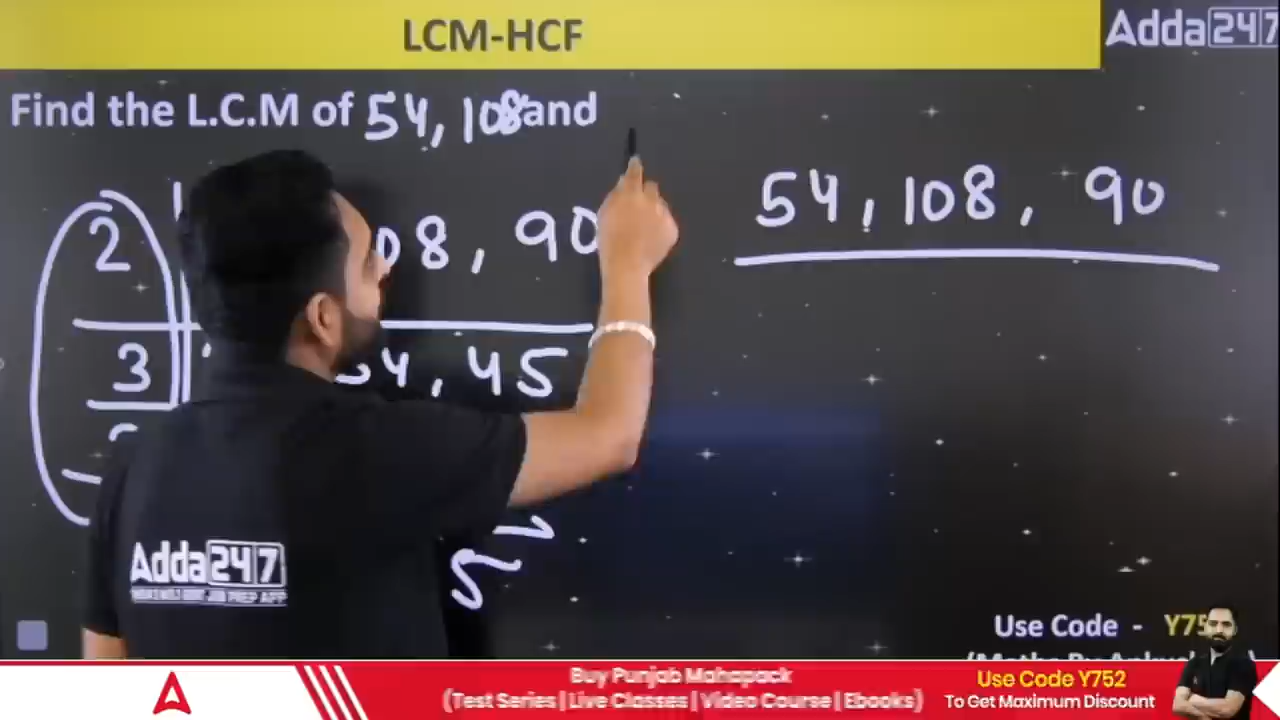 LCM-HCF
Adda247
Find the L.C.M of 54, 108 and
54, 108, 90
2
08, 90
3
54, 45
5
Adda247
Use Code - Y75
Buy Punjab Mahapack
(Test Series | Live Classes | Video Course | Ebooks)
Use Code Y752
To Get Maximum Discount